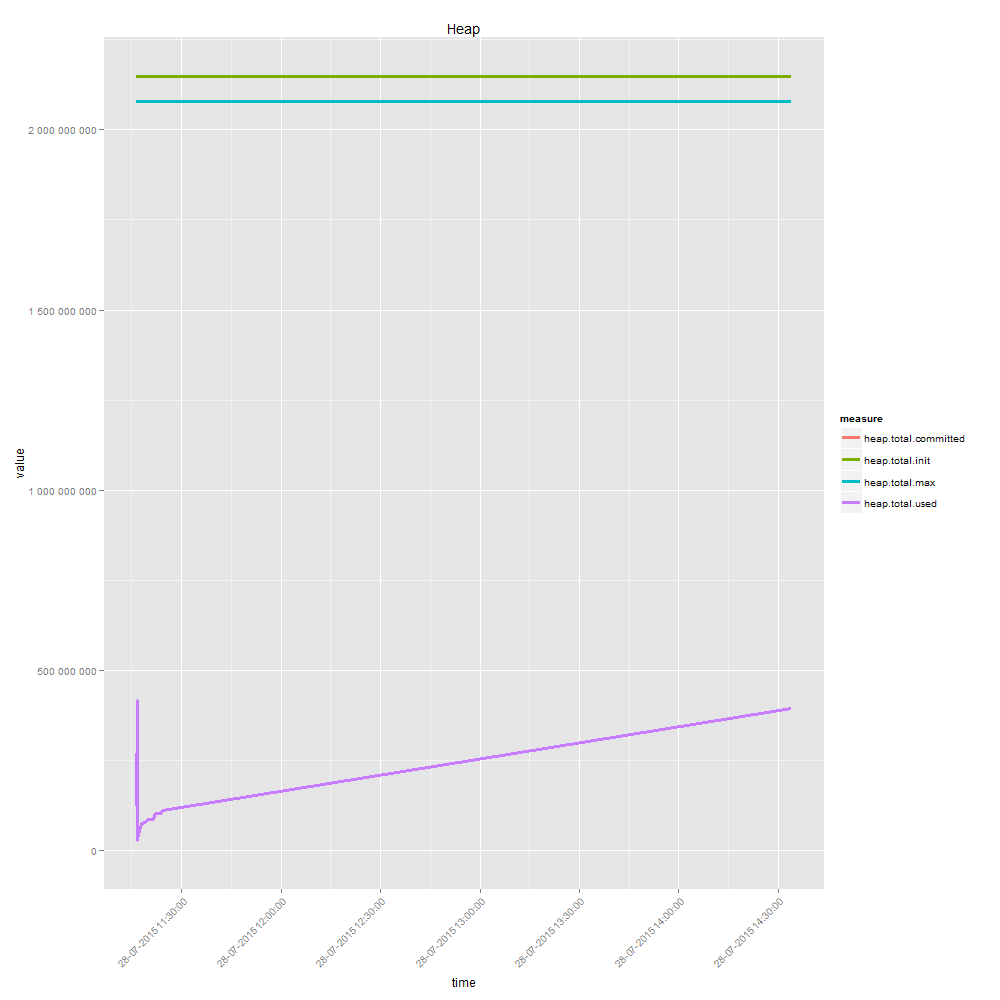 Heap
2 000 000 000
1 500 000 000
1 000 000 000
500 000 000
0
value
28-07-2015 11:30:00
28-07-2015 12:00:00
28-07-2015 12:30:00
28-07-2015 13:00:00
28-07-2015 13:30:00
28-07-2015 14:00:00
28-07-2015 14:30:00
time
measure
heap.total.committed
heap.total.init
heap.total.max
heap.total.used